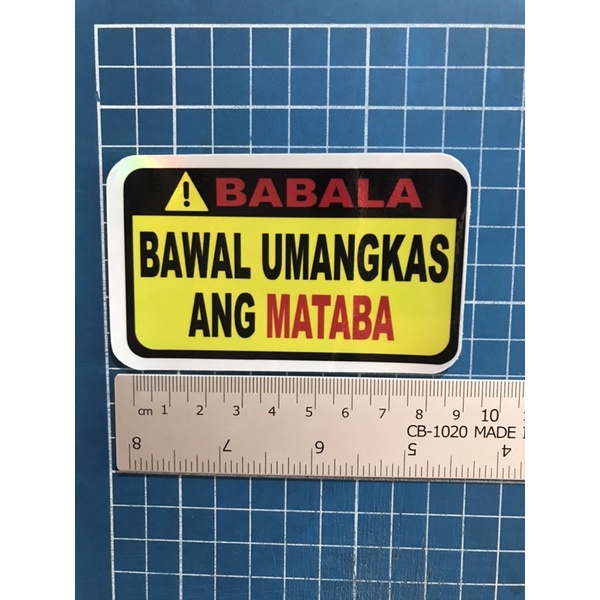 ! BABALA
BAWAL UMANGKAS
ANG MATABA
cm 1 2 3 4 5 6 7 8 9 10
CB-1020 MADE
8 7 6 5 4